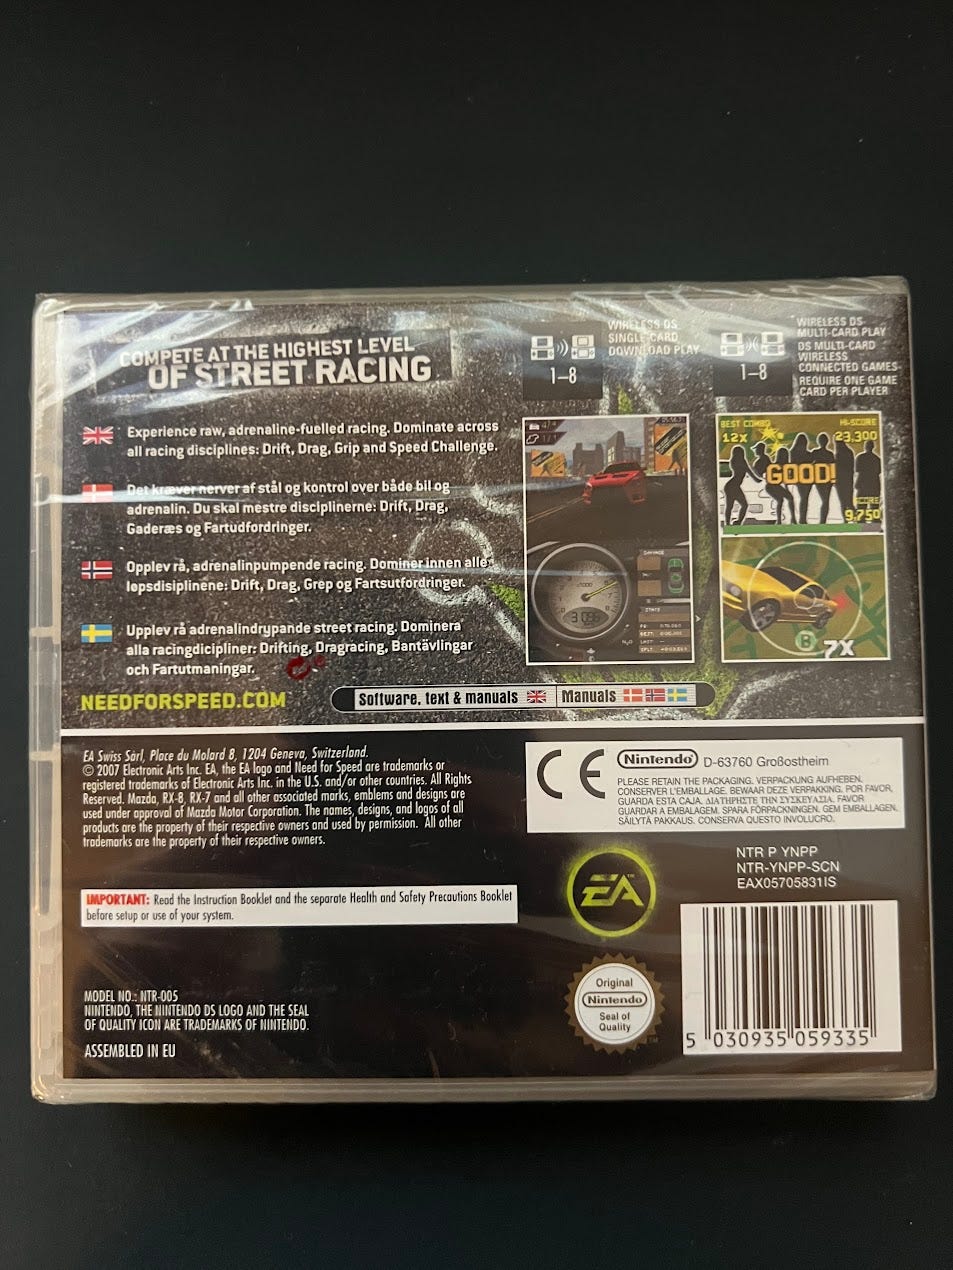 COMPETE AT THE HIGHEST LEVEL
OF STREET RACING
Experience raw, adrenaline-fuelled racing. Dominate across
all racing disciplines: Drift, Drag, Grip and Speed Challenge.
Det kræver nerver af stål og kontrol over både bil og
adrenalin. Du skal mestre disciplinerne: Drift, Drag,
Gaderæs og Fartudfordringer.
Opplev rå, adrenalinpumpende racing. Dominer innen alle
løpsdisiplinene: Drift, Drag, Grep og Fartsutfordringer.
Upplev rå adrenalindrypande street racing. Dominera
alla racingdicipliner: Drifting, Dragracing, Bantävlingar
och Fartutmaningar.
NEEDFORSPEED.COM
Software, text & manuals
Manuals
WIRELESS DS
SINGLE-CARD
DOWNLOAD PLAY
1–8
WIRELESS DS
MULTI-CARD PLAY
DS MULTI-CARD
WIRELESS
CONNECTED GAMES
REQUIRE ONE GAME
CARD PER PLAYER
1–8
DAMAGE
BEST COMBO
12x
HI-SCORE
23,300
GOOD!
SCORE
9,750
B
7X
EA Swiss Sàrl, Place du Molard 8, 1204 Geneva, Switzerland.
© 2007 Electronic Arts Inc. EA, the EA logo and Need for Speed are trademarks or
registered trademarks of Electronic Arts Inc. in the U.S. and/or other countries. All Rights
Reserved. Mazda, RX-8, RX-7 and all other associated marks, emblems and designs are
used under approval of Mazda Motor Corporation. The names, designs, and logos of all
products are the property of their respective owners and used by permission. All other
trademarks are the property of their respective owners.
CE
Nintendo
D-63760 Großostheim
PLEASE RETAIN THE PACKAGING. VERPACKUNG AUFHEBEN.
CONSERVER L'EMBALLAGE. BEWAAR DEZE VERPAKKING. POR FAVOR,
GUARDA ESTA CAJA. ΔΙΑΤΗΡΗΣΤΕ ΤΗΝ ΣΥΣΚΕΥΑΣΙΑ. FAVOR
GUARDAR A EMBALAGEM. SPARA FÖRPACKNINGEN. GEM EMBALLAGEN.
SÄILYTÄ PAKKAUS. CONSERVA QUESTO INVOLUCRO.
NTR P YNPP
NTR-YNPP-SCN
EAX05705831IS
EA
IMPORTANT: Read the Instruction Booklet and the separate Health and Safety Precautions Booklet
before setup or use of your system.
Original
Nintendo
Seal of
Quality
TM
5 030935 059335
MODEL NO.: NTR-005
NINTENDO, THE NINTENDO DS LOGO AND THE SEAL
OF QUALITY ICON ARE TRADEMARKS OF NINTENDO.
ASSEMBLED IN EU